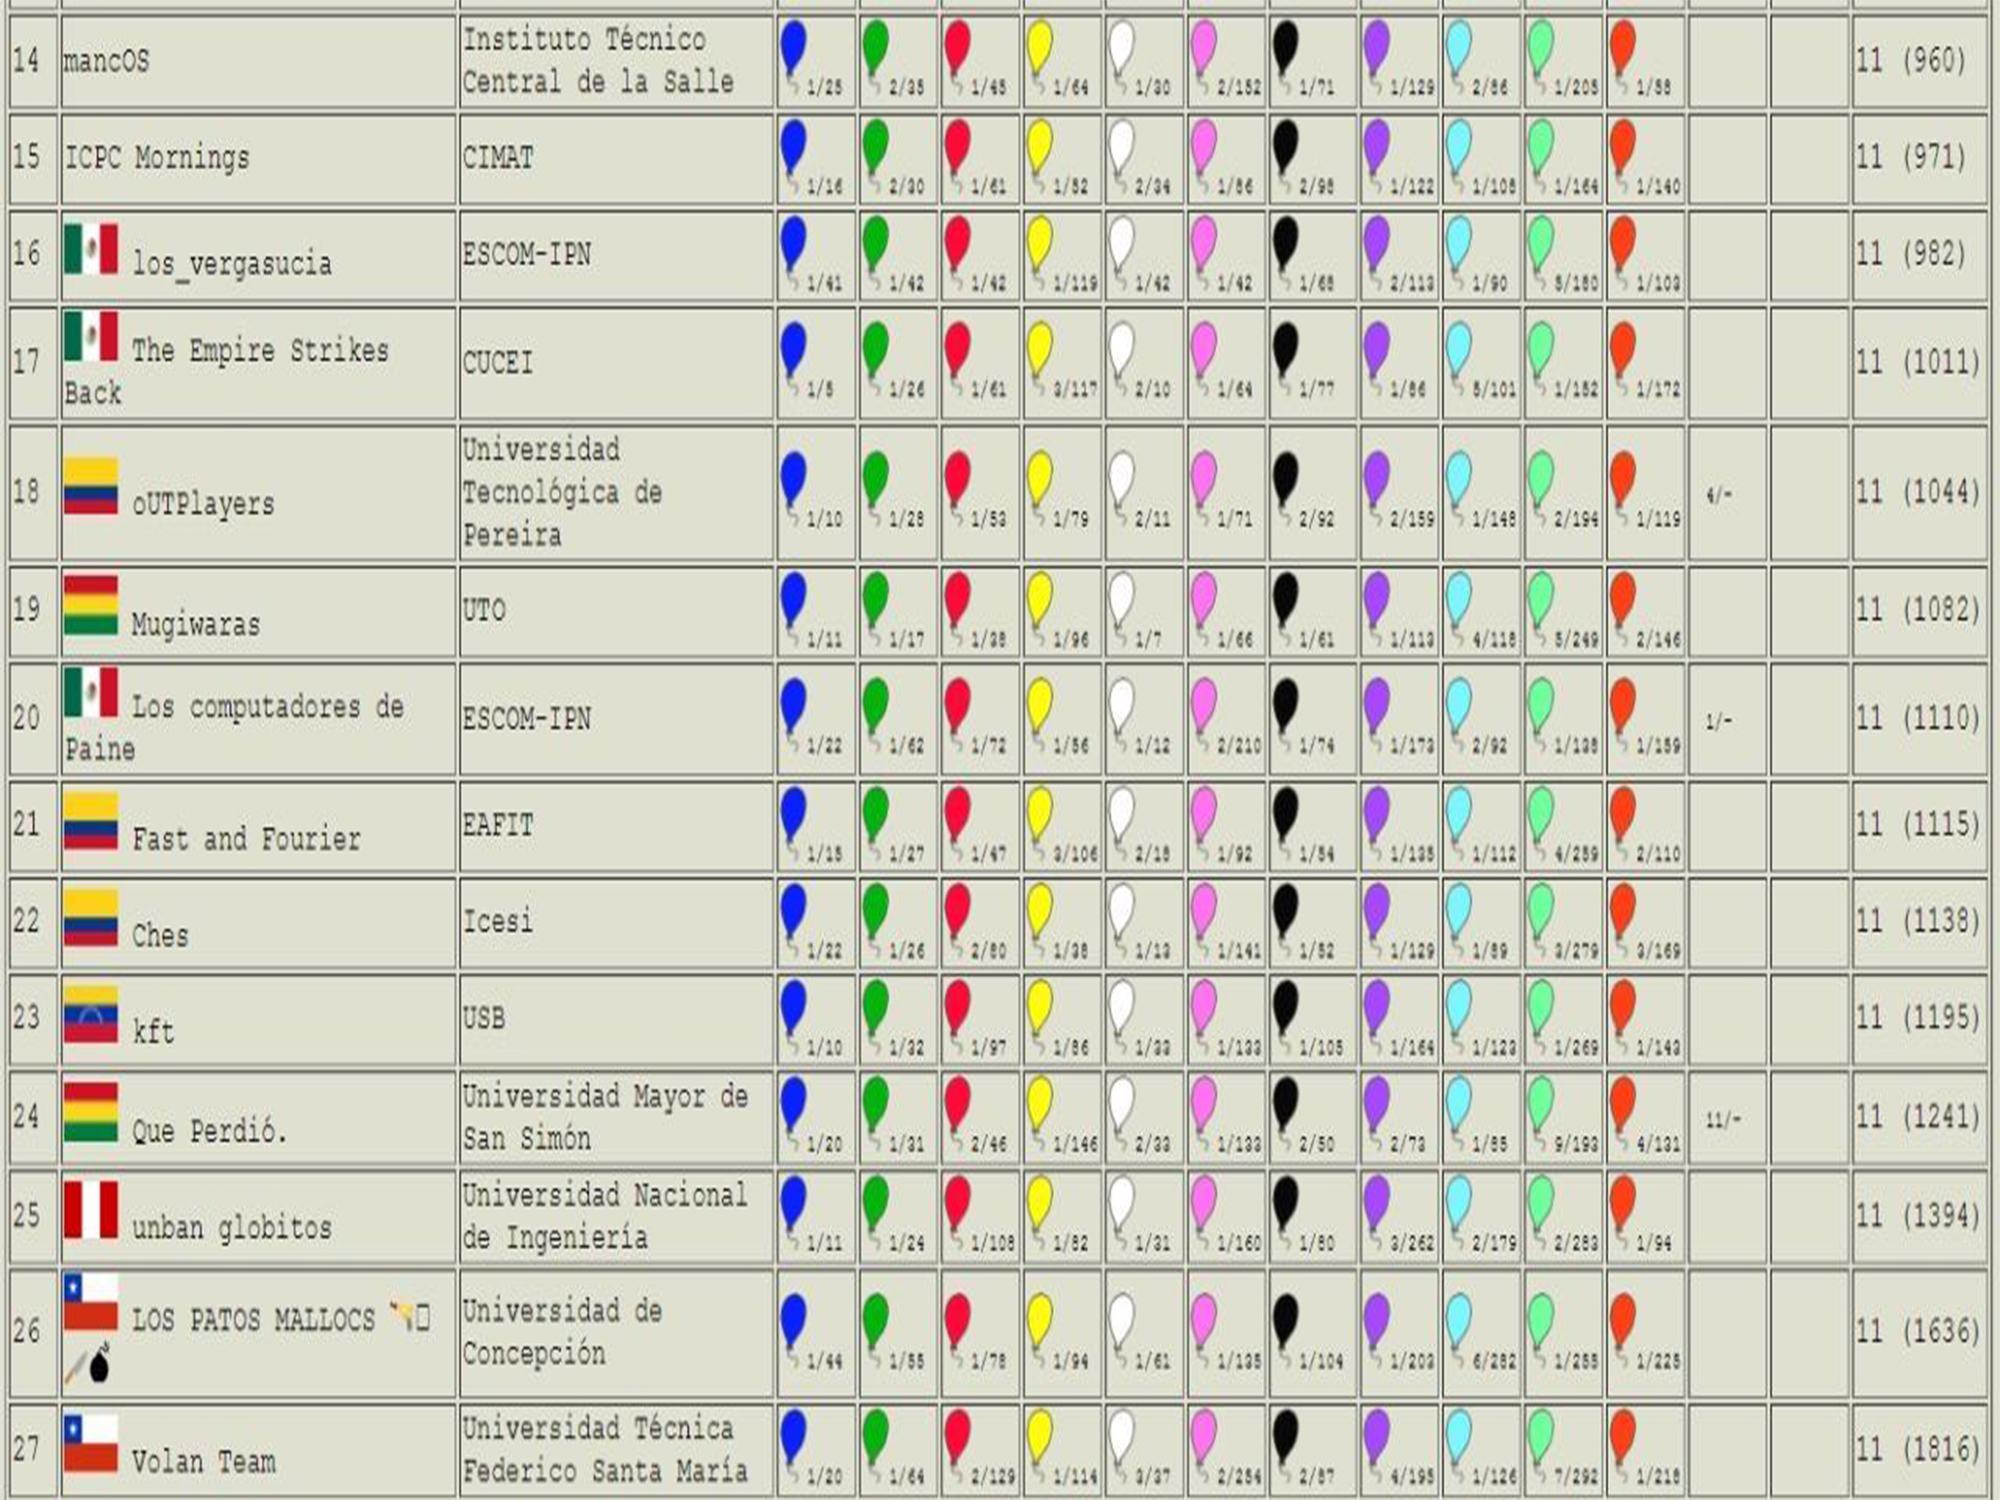 14 mancOS Instituto Técnico Central de la Salle 1/25 2/35 1/45 1/64 1/30 2/152 1/71 1/129 2/86 1/205 1/58 11 (960)
15 ICPC Mornings CIMAT 1/16 2/30 1/61 1/52 2/34 1/86 2/98 1/122 1/108 1/164 1/140 11 (971)
16 los_vergasucia ESCOM-IPN 1/41 1/42 1/42 1/119 1/42 1/42 1/68 2/113 1/90 5/180 1/103 11 (982)
17 The Empire Strikes Back CUCEI 1/5 1/26 1/61 3/117 2/10 1/64 1/77 1/86 5/101 1/152 1/172 11 (1011)
18 oUTPlayers Universidad Tecnológica de Pereira 1/10 1/28 1/53 1/79 2/11 1/71 2/92 2/159 1/148 2/194 1/119 4/- 11 (1044)
19 Mugiwaras UTO 1/11 1/17 1/38 1/96 1/7 1/66 1/61 1/113 4/118 5/249 2/146 11 (1082)
20 Los computadores de Paine ESCOM-IPN 1/22 1/62 1/72 1/56 1/12 2/210 1/74 1/173 2/92 1/138 1/159 1/- 11 (1110)
21 Fast and Fourier EAFIT 1/15 1/27 1/47 3/106 2/18 1/92 1/54 1/135 1/112 4/259 2/110 11 (1115)
22 Ches Icesi 1/22 1/26 2/80 1/38 1/13 1/141 1/52 1/129 1/89 3/279 3/169 11 (1138)
23 kft USB 1/10 1/32 1/97 1/86 1/33 1/133 1/105 1/164 1/123 1/269 1/143 11 (1195)
24 Que Perdió. Universidad Mayor de San Simón 1/20 1/31 2/46 1/146 2/33 1/133 2/50 2/73 1/85 9/193 4/131 11/- 11 (1241)
25 unban globitos Universidad Nacional de Ingeniería 1/11 1/24 1/108 1/82 1/31 1/160 1/80 3/262 2/179 2/283 1/94 11 (1394)
26 LOS PATOS MALLOCS Universidad de Concepción 1/44 1/55 1/78 1/94 1/61 1/135 1/104 1/203 6/282 1/255 1/225 11 (1636)
27 Volan Team Universidad Técnica Federico Santa María 1/20 1/64 2/129 1/114 3/37 2/254 2/87 4/195 1/126 7/292 1/218 11 (1816)